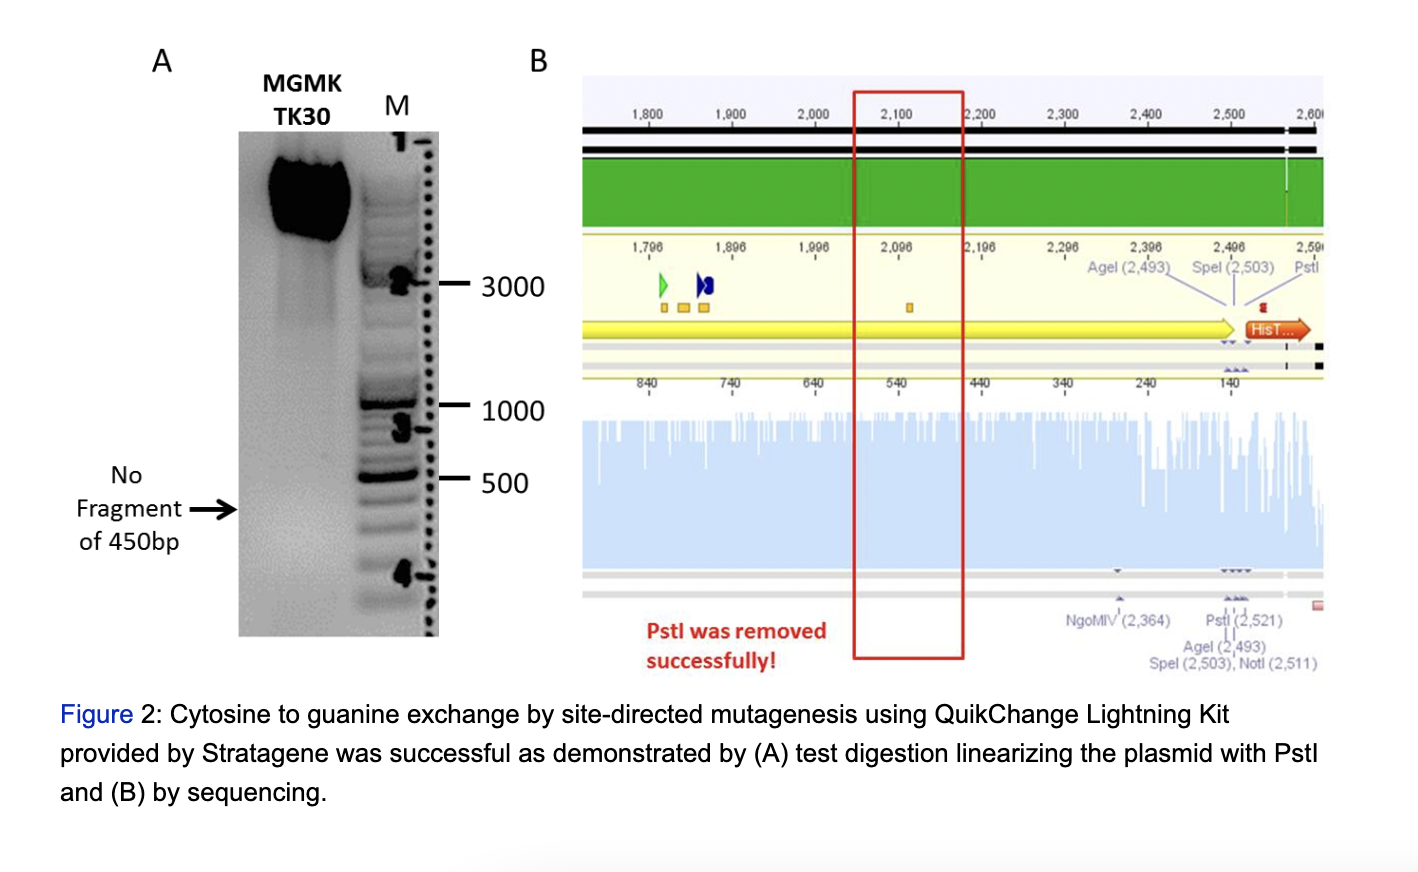 A
B
MGMK
TK30
M
3000
1000
500
No
Fragment
of 450bp
1,800 1,900 2,000 2,100 2,200 2,300 2,400 2,500 2,60
1,796 1,896 1,996 2,096 2,196 2,296 2,396 2,496 2,59
AgeI (2,493) SpeI (2,503) PstI
HisT...
840 740 640 540 440 340 240 140
NgoMIV (2,364) PstI (2,521)
AgeI (2,493)
SpeI (2,503), NotI (2,511)
PstI was removed
successfully!
Figure 2: Cytosine to guanine exchange by site-directed mutagenesis using QuikChange Lightning Kit
provided by Stratagene was successful as demonstrated by (A) test digestion linearizing the plasmid with PstI
and (B) by sequencing.